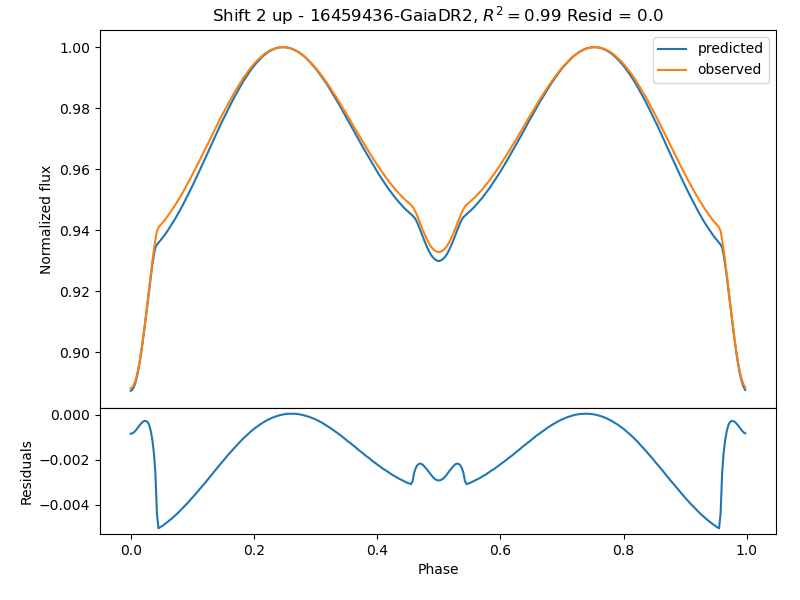 Shift 2 up - 16459436-GaiaDR2, R² = 0.99 Resid = 0.0
predicted
observed
Normalized flux
1.00
0.98
0.96
0.94
0.92
0.90
Residuals
0.000
−0.002
−0.004
0.0 0.2 0.4 0.6 0.8 1.0
Phase